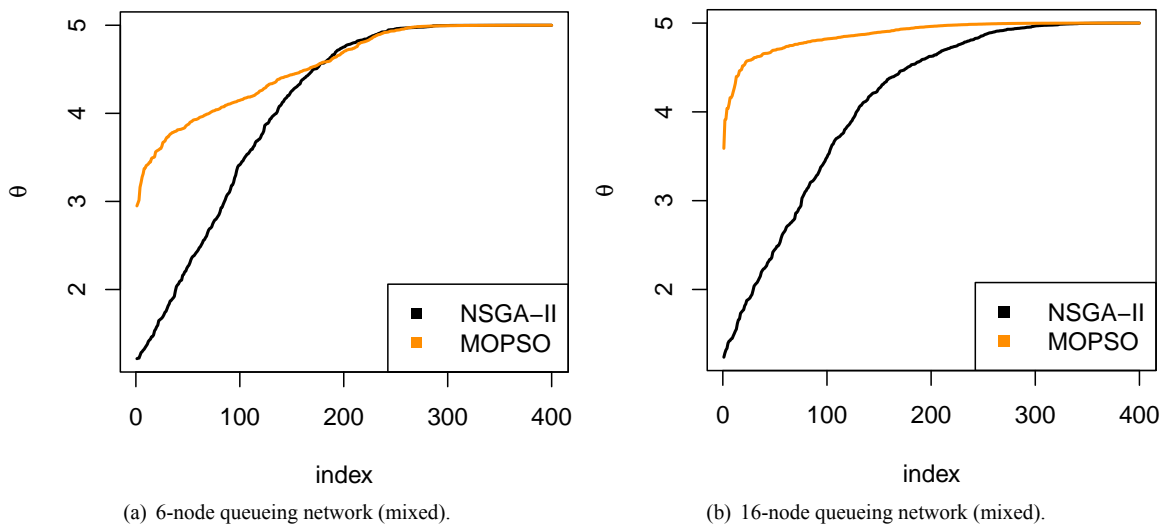 5
4
3
2
θ
NSGA−II
MOPSO
0 100 200 300 400
index
(a) 6-node queueing network (mixed).
5
4
3
2
θ
NSGA−II
MOPSO
0 100 200 300 400
index
(b) 16-node queueing network (mixed).